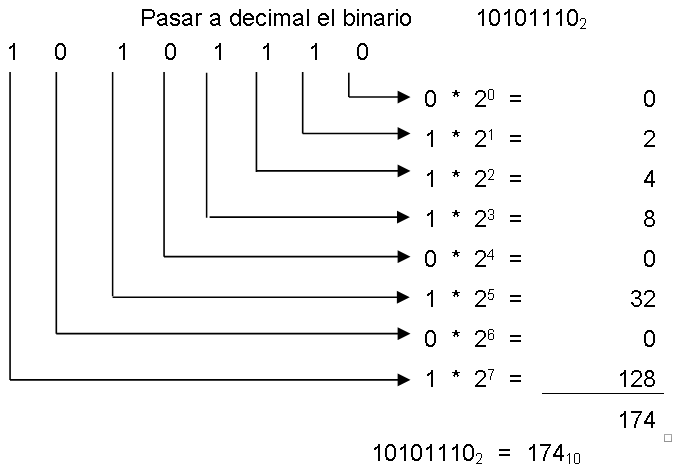 Pasar a decimal el binario 10101110₂
1 0 1 0 1 1 1 0
0 * 2⁰ = 0
1 * 2¹ = 2
1 * 2² = 4
1 * 2³ = 8
0 * 2⁴ = 0
1 * 2⁵ = 32
0 * 2⁶ = 0
1 * 2⁷ = 128
174
10101110₂ = 174₁₀